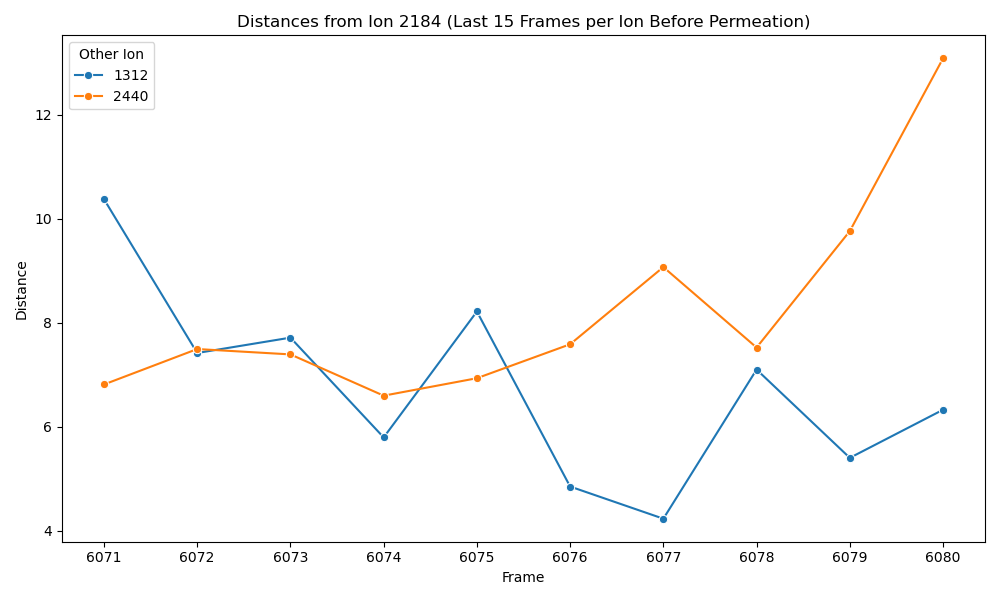 Distances from Ion 2184 (Last 15 Frames per Ion Before Permeation)
Other Ion
1312
2440
12
10
8
6
4
Distance
6071 6072 6073 6074 6075 6076 6077 6078 6079 6080
Frame